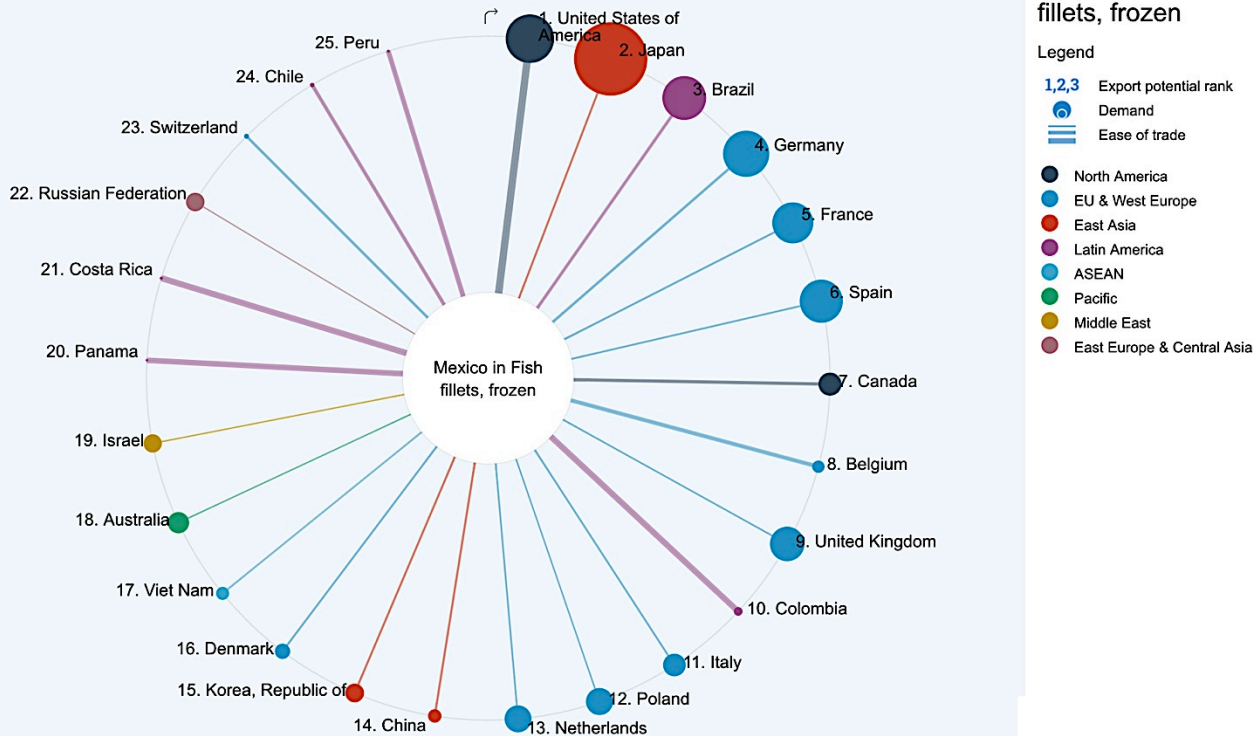 fillets, frozen
Legend
1,2,3 Export potential rank
Demand
Ease of trade
North America
EU & West Europe
East Asia
Latin America
ASEAN
Pacific
Middle East
East Europe & Central Asia
Mexico in Fish
fillets, frozen
1. United States of
America
2. Japan
3. Brazil
4. Germany
5. France
6. Spain
7. Canada
8. Belgium
9. United Kingdom
10. Colombia
11. Italy
12. Poland
13. Netherlands
14. China
15. Korea, Republic of
16. Denmark
17. Viet Nam
18. Australia
19. Israel
20. Panama
21. Costa Rica
22. Russian Federation
23. Switzerland
24. Chile
25. Peru